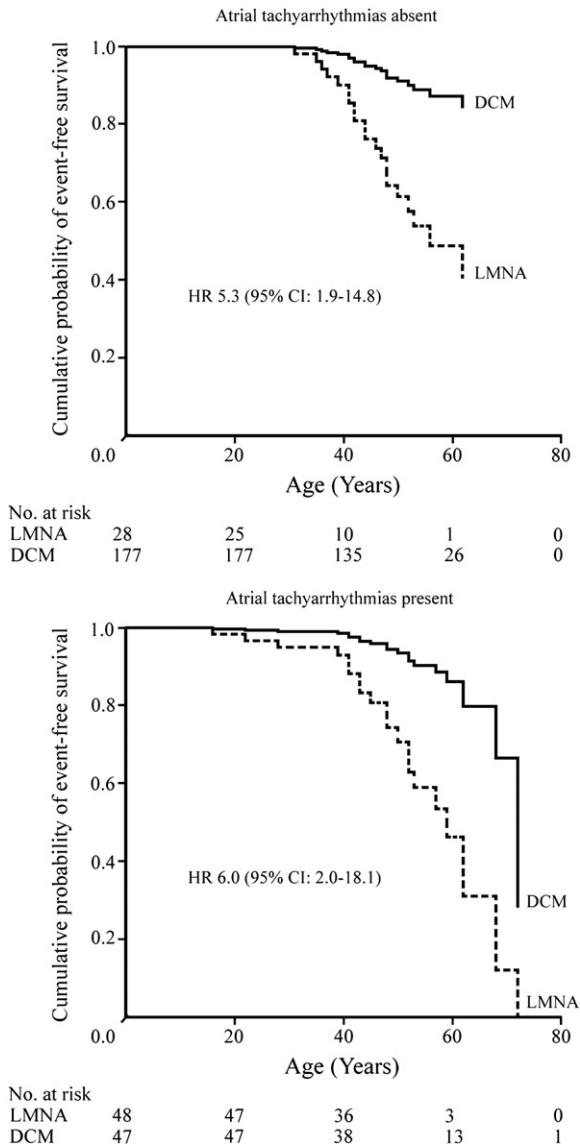 Atrial tachyarrhythmias absent
Cumulative probability of event-free survival
1.0
0.8
0.6
0.4
0.2
0.0
DCM
LMNA
HR 5.3 (95% CI: 1.9-14.8)
20 40 60 80
Age (Years)
No. at risk
LMNA 28 25 10 1 0
DCM 177 177 135 26 0
Atrial tachyarrhythmias present
Cumulative probability of event-free survival
1.0
0.8
0.6
0.4
0.2
0.0
HR 6.0 (95% CI: 2.0-18.1)
DCM
LMNA
20 40 60 80
Age (Years)
No. at risk
LMNA 48 47 36 3 0
DCM 47 47 38 13 1